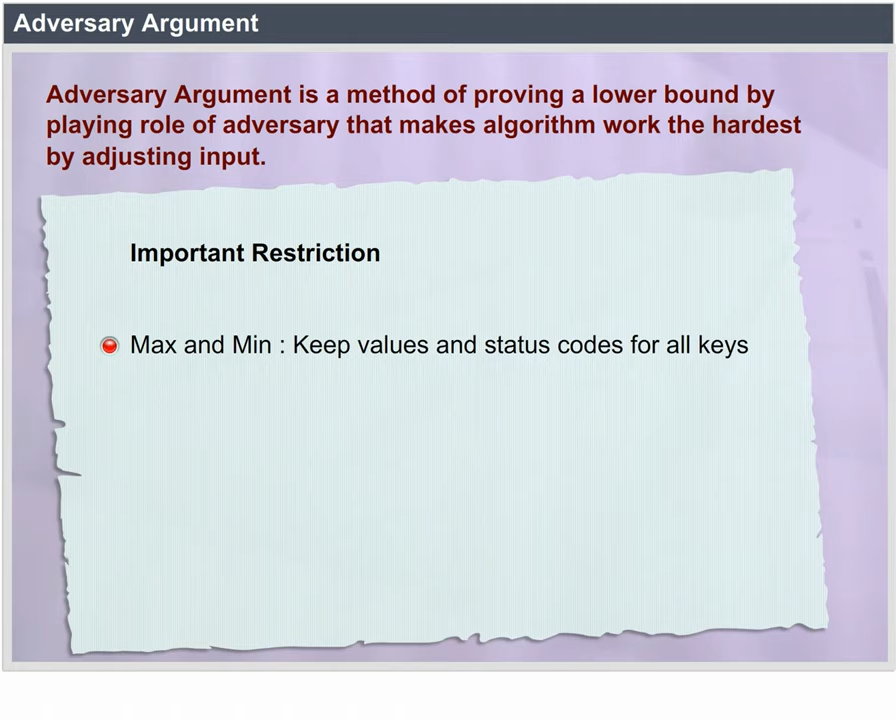 Adversary Argument
Adversary Argument is a method of proving a lower bound by
playing role of adversary that makes algorithm work the hardest
by adjusting input.
Important Restriction
Max and Min : Keep values and status codes for all keys